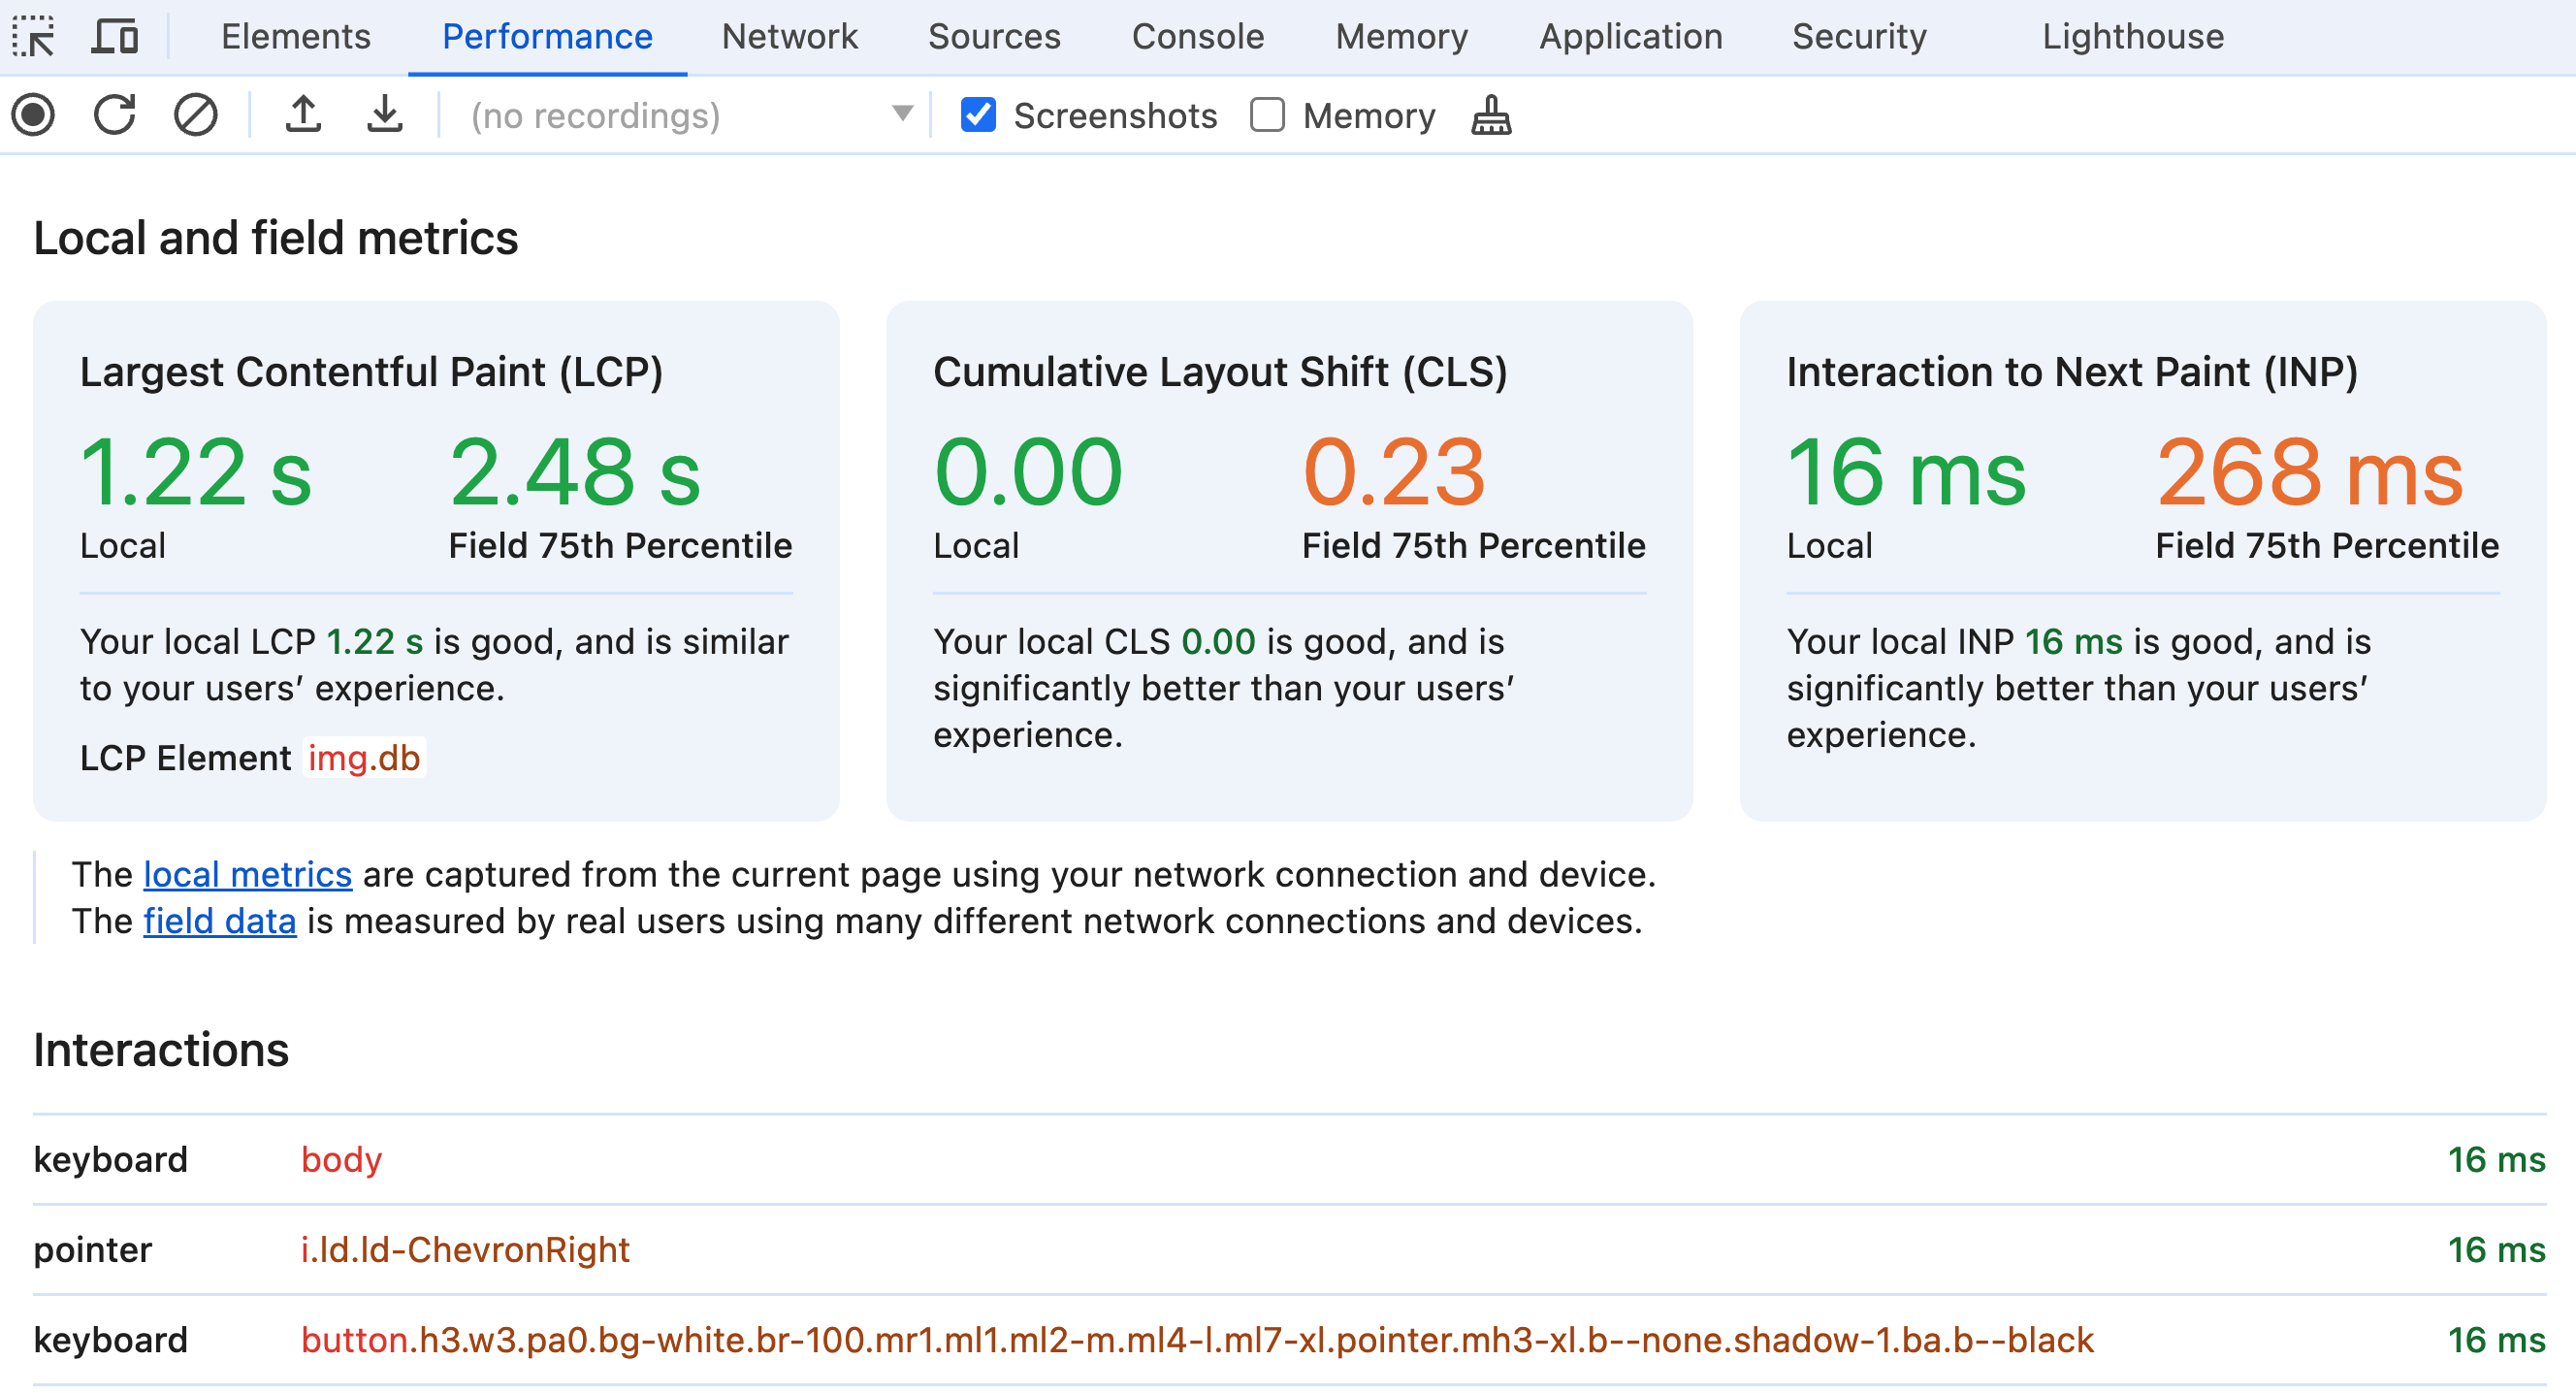 Elements Performance Network Sources Console Memory Application Security Lighthouse
(no recordings) Screenshots Memory
Local and field metrics
Largest Contentful Paint (LCP)
1.22 s 2.48 s
Local Field 75th Percentile
Your local LCP 1.22 s is good, and is similar
to your users’ experience.
LCP Element img.db
Cumulative Layout Shift (CLS)
0.00 0.23
Local Field 75th Percentile
Your local CLS 0.00 is good, and is
significantly better than your users’
experience.
Interaction to Next Paint (INP)
16 ms 268 ms
Local Field 75th Percentile
Your local INP 16 ms is good, and is
significantly better than your users’
experience.
The local metrics are captured from the current page using your network connection and device.
The field data is measured by real users using many different network connections and devices.
Interactions
keyboard body 16 ms
pointer i.ld.ld-ChevronRight 16 ms
keyboard button.h3.w3.pa0.bg-white.br-100.mr1.ml1.ml2-m.ml4-l.ml7-xl.pointer.mh3-xl.b--none.shadow-1.ba.b--black 16 ms